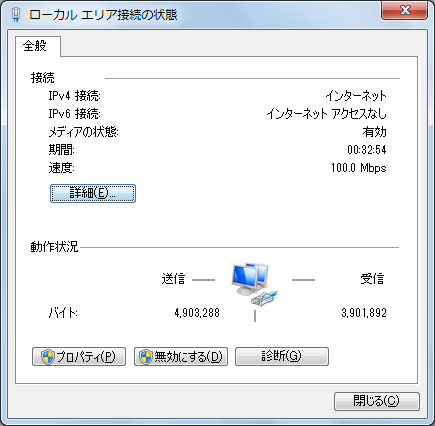 ローカル エリア接続の状態
全般
接続
IPv4 接続: インターネット
IPv6 接続: インターネット アクセスなし
メディアの状態: 有効
期間: 00:32:54
速度: 100.0 Mbps
詳細(E)...
動作状況
送信 受信
バイト: 4,903,288 3,901,892
プロパティ(P) 無効にする(D) 診断(G)
閉じる(C)